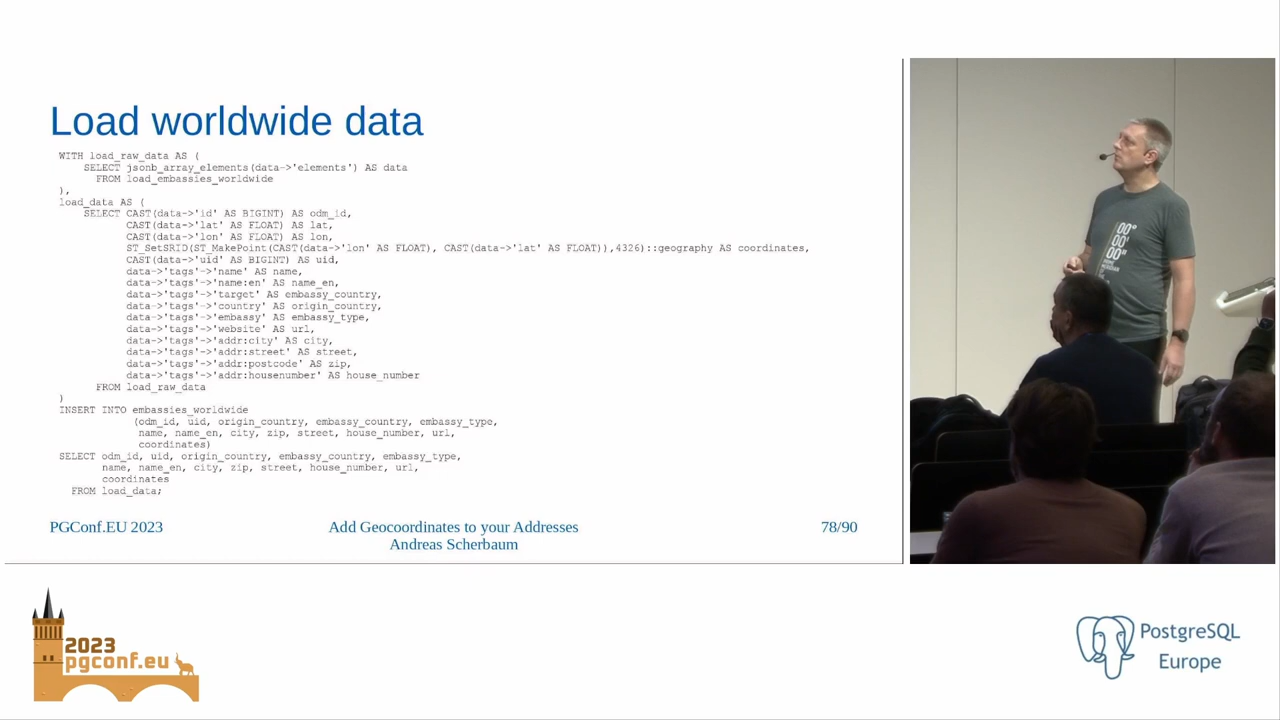 Load worldwide data
WITH load_raw_data AS (
SELECT jsonb_array_elements(data->'elements') AS data
FROM load_embassies_worldwide
),
load_data AS (
SELECT CAST(data->'id' AS BIGINT) AS odm_id,
CAST(data->'lat' AS FLOAT) AS lat,
CAST(data->'lon' AS FLOAT) AS lon,
ST_SetSRID(ST_MakePoint(CAST(data->'lon' AS FLOAT), CAST(data->'lat' AS FLOAT)),4326)::geography AS coordinates,
CAST(data->'uid' AS BIGINT) AS uid,
data->'tags'->'name' AS name,
data->'tags'->'name:en' AS name_en,
data->'tags'->'target' AS embassy_country,
data->'tags'->'country' AS origin_country,
data->'tags'->'embassy' AS embassy_type,
data->'tags'->'website' AS url,
data->'tags'->'addr:city' AS city,
data->'tags'->'addr:street' AS street,
data->'tags'->'addr:postcode' AS zip,
data->'tags'->'addr:housenumber' AS house_number
FROM load_raw_data
)
INSERT INTO embassies_worldwide
(odm_id, uid, origin_country, embassy_country, embassy_type,
name, name_en, city, zip, street, house_number, url,
coordinates)
SELECT odm_id, uid, origin_country, embassy_country, embassy_type,
name, name_en, city, zip, street, house_number, url,
coordinates
FROM load_data;
PGConf.EU 2023
Add Geocoordinates to your Addresses
Andreas Scherbaum
78/90
00°
00'
00"
2023
pgconf.eu
PostgreSQL
Europe